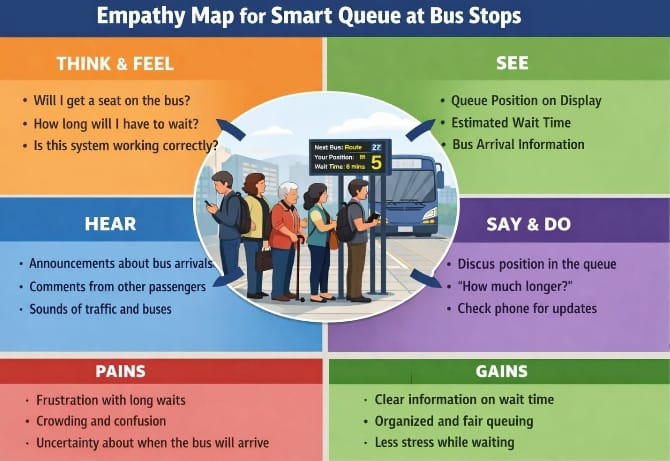 Empathy Map for Smart Queue at Bus Stops
THINK & FEEL
• Will I get a seat on the bus?
• How long will I have to wait?
• Is this system working correctly?
SEE
• Queue Position on Display
• Estimated Wait Time
• Bus Arrival Information
Next Bus: Route 27
Your Position:
Wait Time: 6 mins
5
HEAR
• Announcements about bus arrivals
• Comments from other passengers
• Sounds of traffic and buses
SAY & DO
• Discus position in the queue
• "How much longer?"
• Check phone for updates
PAINS
• Frustration with long waits
• Crowding and confusion
• Uncertainty about when the bus will arrive
GAINS
• Clear information on wait time
• Organized and fair queuing
• Less stress while waiting